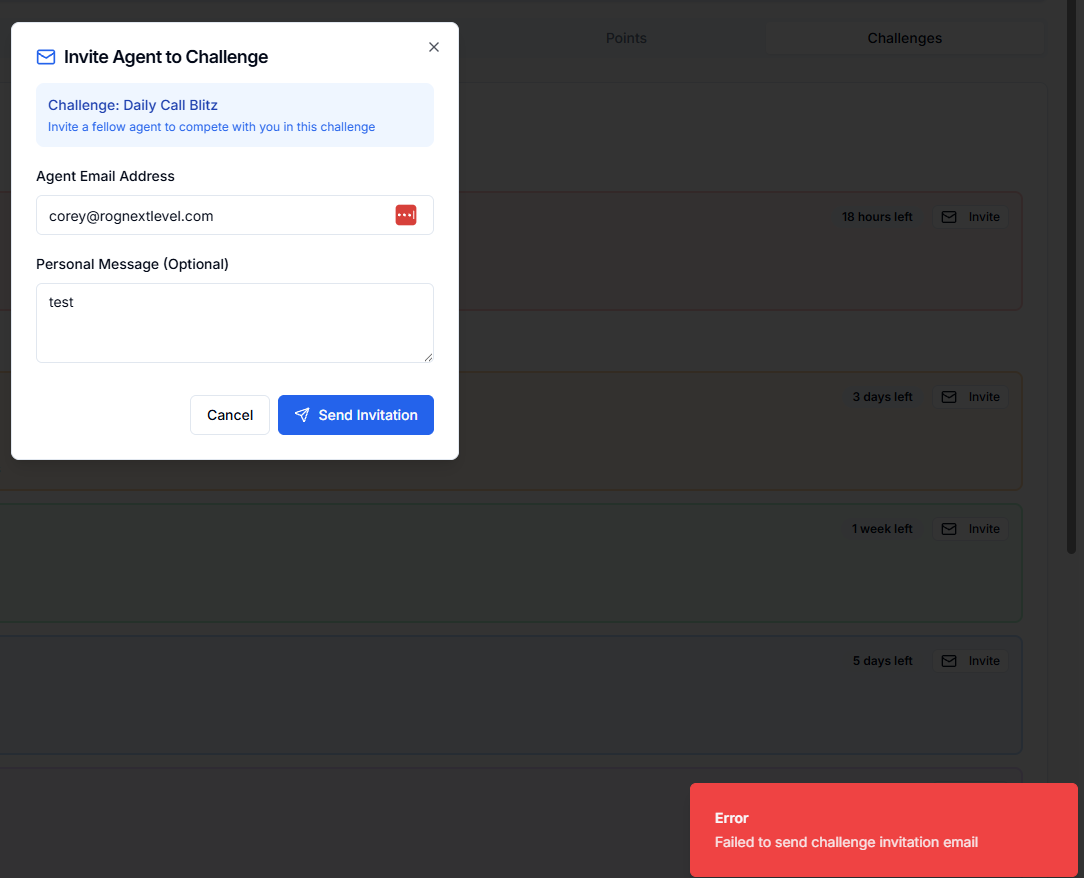 Invite Agent to Challenge
Challenge: Daily Call Blitz
Invite a fellow agent to compete with you in this challenge
Agent Email Address
corey@rognextlevel.com
Personal Message (Optional)
test
Cancel
Send Invitation
Points
Challenges
18 hours left
Invite
3 days left
Invite
1 week left
Invite
5 days left
Invite
Error
Failed to send challenge invitation email